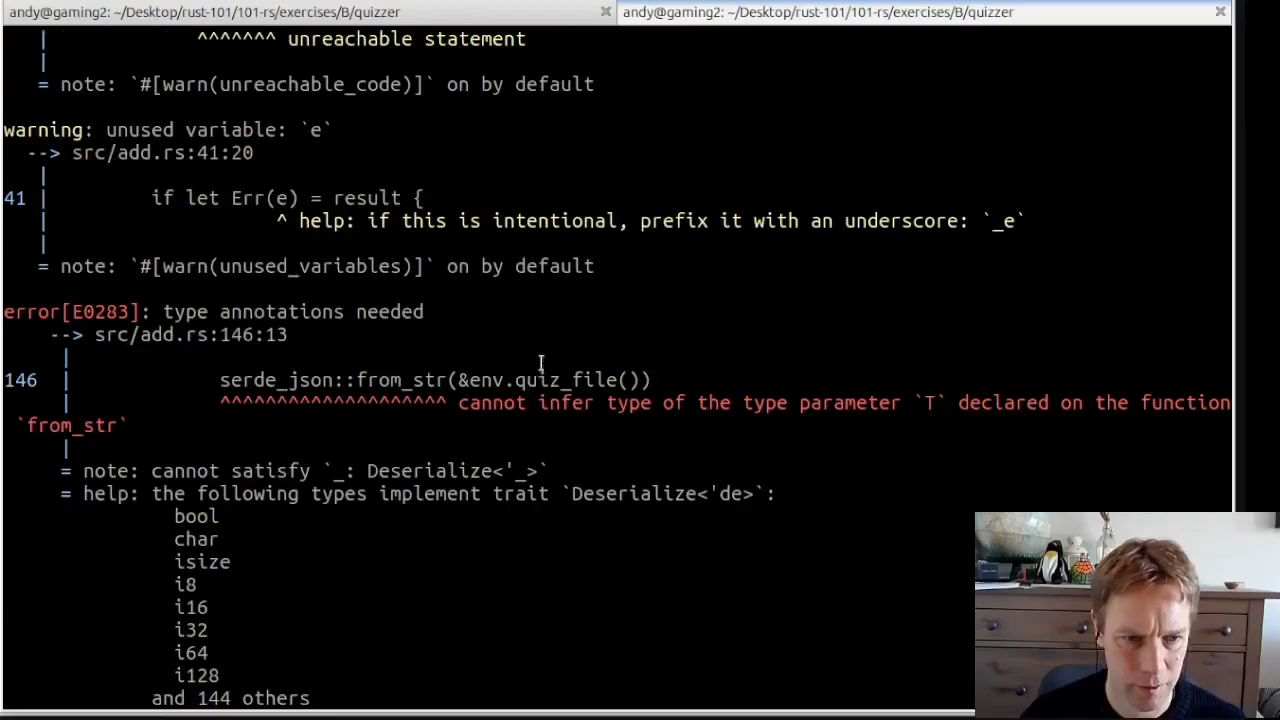 andy@gaming2: ~/Desktop/rust-101/101-rs/exercises/B/quizzer
andy@gaming2: ~/Desktop/rust-101/101-rs/exercises/B/quizzer
|                ^^^^^^^ unreachable statement
|
= note: `#[warn(unreachable_code)]` on by default
warning: unused variable: `e`
--> src/add.rs:41:20
|
41 |         if let Err(e) = result {
|                    ^ help: if this is intentional, prefix it with an underscore: `_e`
|
= note: `#[warn(unused_variables)]` on by default
error[E0283]: type annotations needed
--> src/add.rs:146:13
|
146 |             serde_json::from_str(&env.quiz_file())
|             ^^^^^^^^^^^^^^^^^^^^ cannot infer type of the type parameter `T` declared on the function
`from_str`
|
= note: cannot satisfy `_: Deserialize<'_>`
= help: the following types implement trait `Deserialize<'de>`:
bool
char
isize
i8
i16
i32
i64
i128
and 144 others